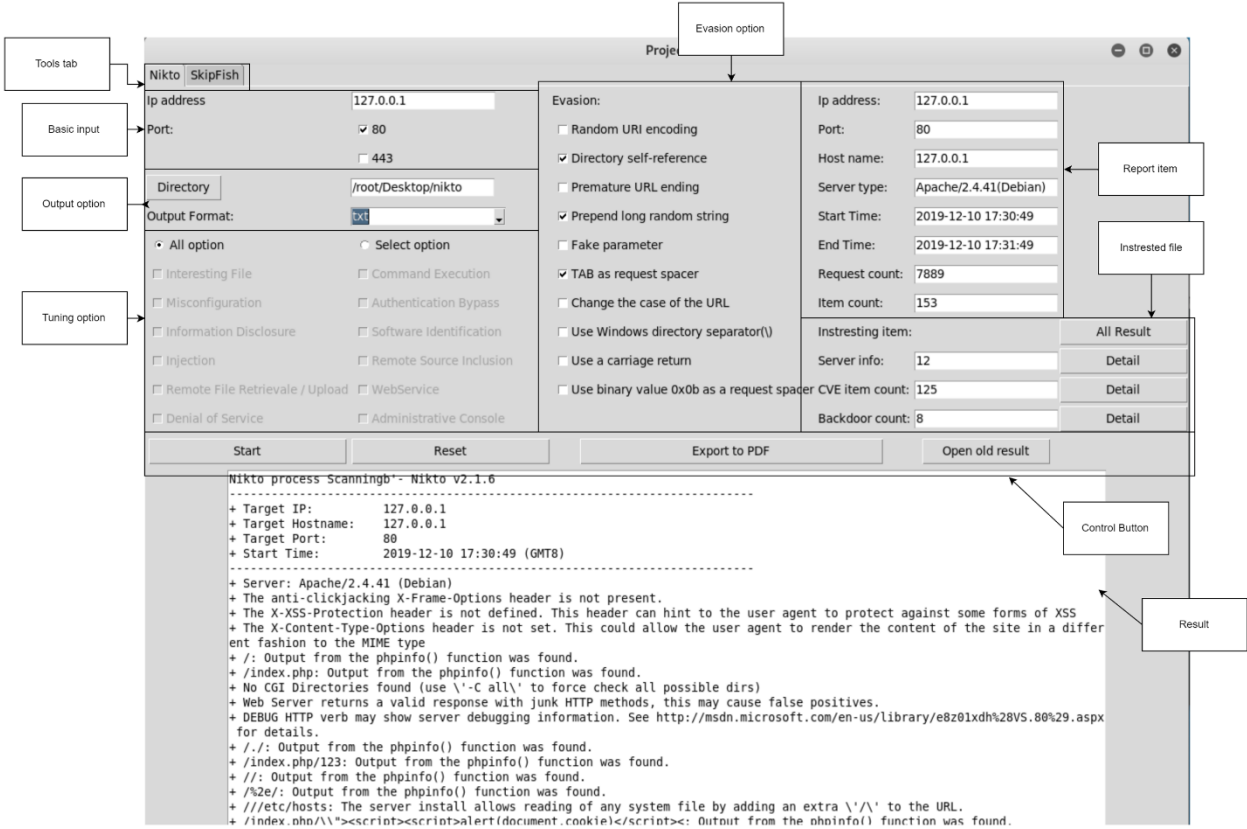 Evasion option
Projec
Tools tab
Nikto SkipFish
Basic input
Ip address 127.0.0.1
Port: 80
443
Output option
Directory /root/Desktop/nikto
Output Format: txt
Tuning option
All option Select option
Interesting File Command Execution
Misconfiguration Authentication Bypass
Information Disclosure Software Identification
Injection Remote Source Inclusion
Remote File Retrievale / Upload WebService
Denial of Service Administrative Console
Evasion:
Random URI encoding
Directory self-reference
Premature URL ending
Prepend long random string
Fake parameter
TAB as request spacer
Change the case of the URL
Use Windows directory separator(\)
Use a carriage return
Use binary value 0x0b as a request spacer
Ip address: 127.0.0.1
Port: 80
Host name: 127.0.0.1
Server type: Apache/2.4.41(Debian)
Start Time: 2019-12-10 17:30:49
End Time: 2019-12-10 17:31:49
Request count: 7889
Item count: 153
Report item
Instrested file
Instresting item: All Result
Server info: 12 Detail
CVE item count: 125 Detail
Backdoor count: 8 Detail
Start Reset Export to PDF Open old result
Control Button
Result
Nikto process Scanningb'- Nikto v2.1.6
---------------------------------------------------------------------------
+ Target IP: 127.0.0.1
+ Target Hostname: 127.0.0.1
+ Target Port: 80
+ Start Time: 2019-12-10 17:30:49 (GMT8)
---------------------------------------------------------------------------
+ Server: Apache/2.4.41 (Debian)
+ The anti-clickjacking X-Frame-Options header is not present.
+ The X-XSS-Protection header is not defined. This header can hint to the user agent to protect against some forms of XSS
+ The X-Content-Type-Options header is not set. This could allow the user agent to render the content of the site in a differ
ent fashion to the MIME type
+ /: Output from the phpinfo() function was found.
+ /index.php: Output from the phpinfo() function was found.
+ No CGI Directories found (use \'-C all\' to force check all possible dirs)
+ Web Server returns a valid response with junk HTTP methods, this may cause false positives.
+ DEBUG HTTP verb may show server debugging information. See http://msdn.microsoft.com/en-us/library/e8z01xdh%28VS.80%29.aspx
for details.
+ /./: Output from the phpinfo() function was found.
+ /index.php/123: Output from the phpinfo() function was found.
+ //: Output from the phpinfo() function was found.
+ /%2e/: Output from the phpinfo() function was found.
+ ///etc/hosts: The server install allows reading of any system file by adding an extra \'/\' to the URL.
+ /index.php/\\"><script><script>alert(document.cookie)</script><: Output from the phpinfo() function was found.